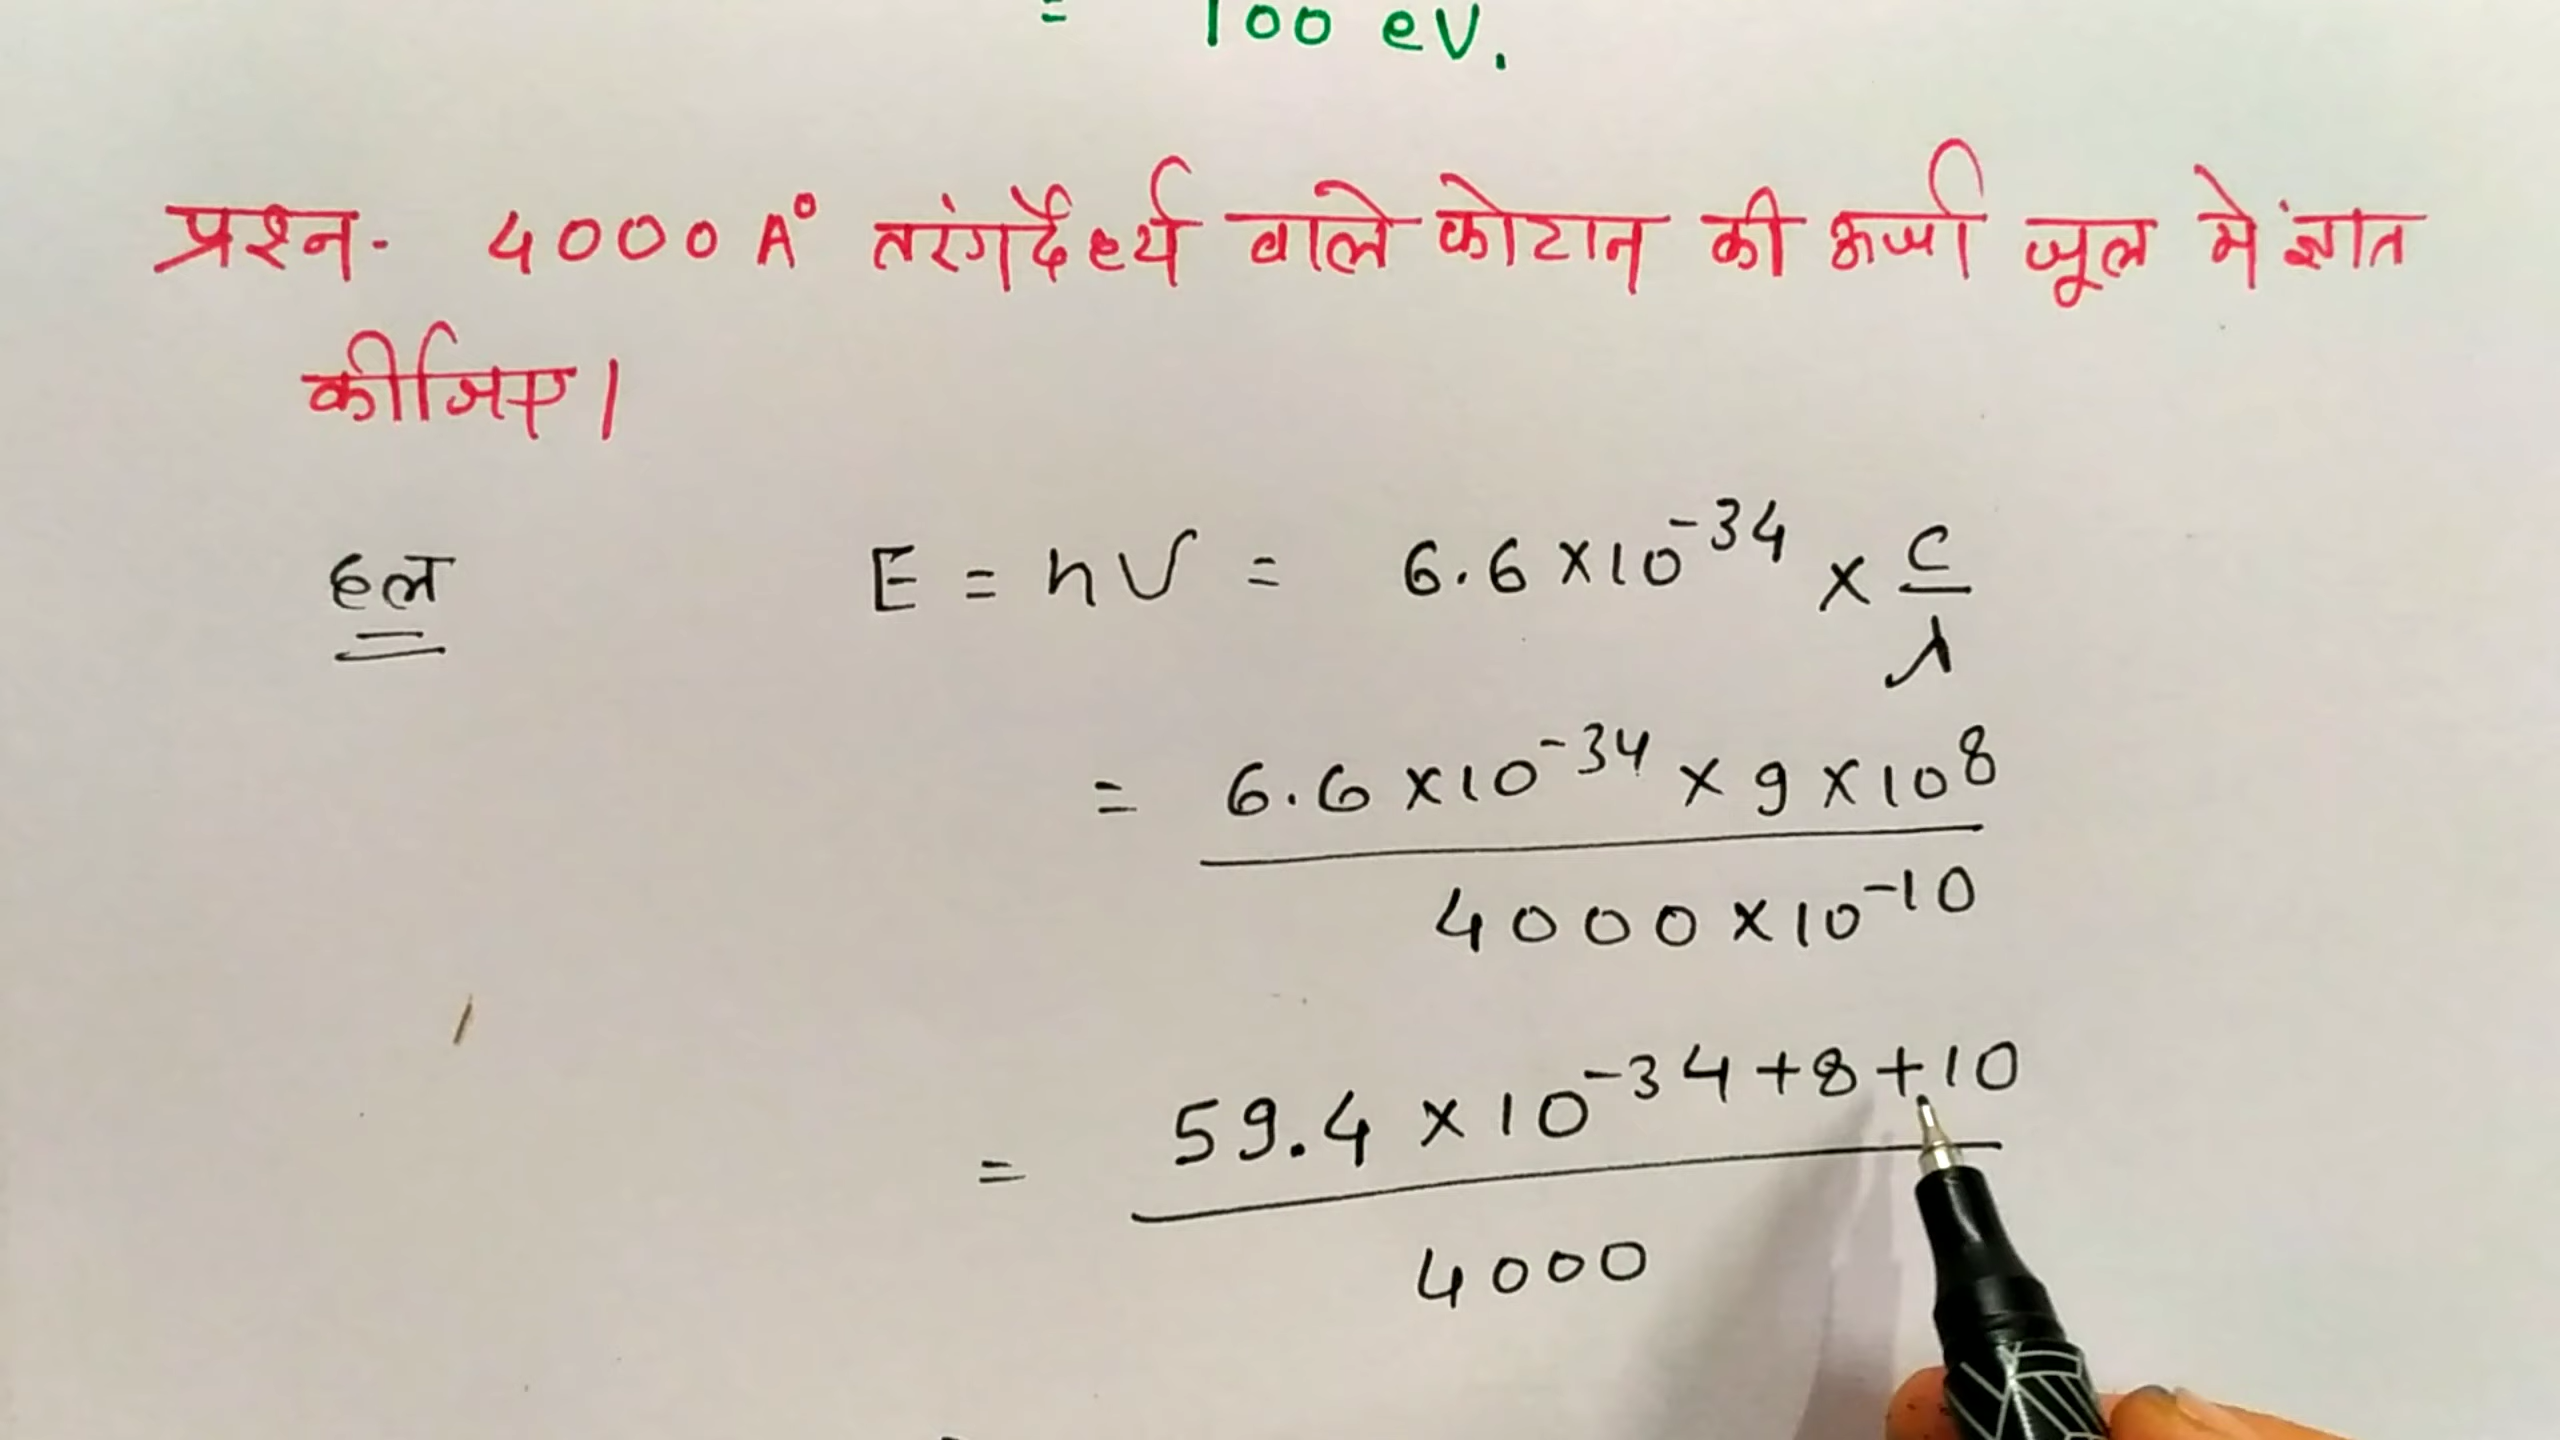 = 100 eV.
प्रश्न- 4000 A° तरंगदैर्ध्य वाले फोटान की ऊर्जा जूल में ज्ञात
कीजिए।
हल E = hν = 6.6 × 10⁻³⁴ × c/λ
= 6.6 × 10⁻³⁴ × 9 × 10⁸
4000 × 10⁻¹⁰
= 59.4 × 10⁻³⁴⁺⁸⁺¹⁰
4000